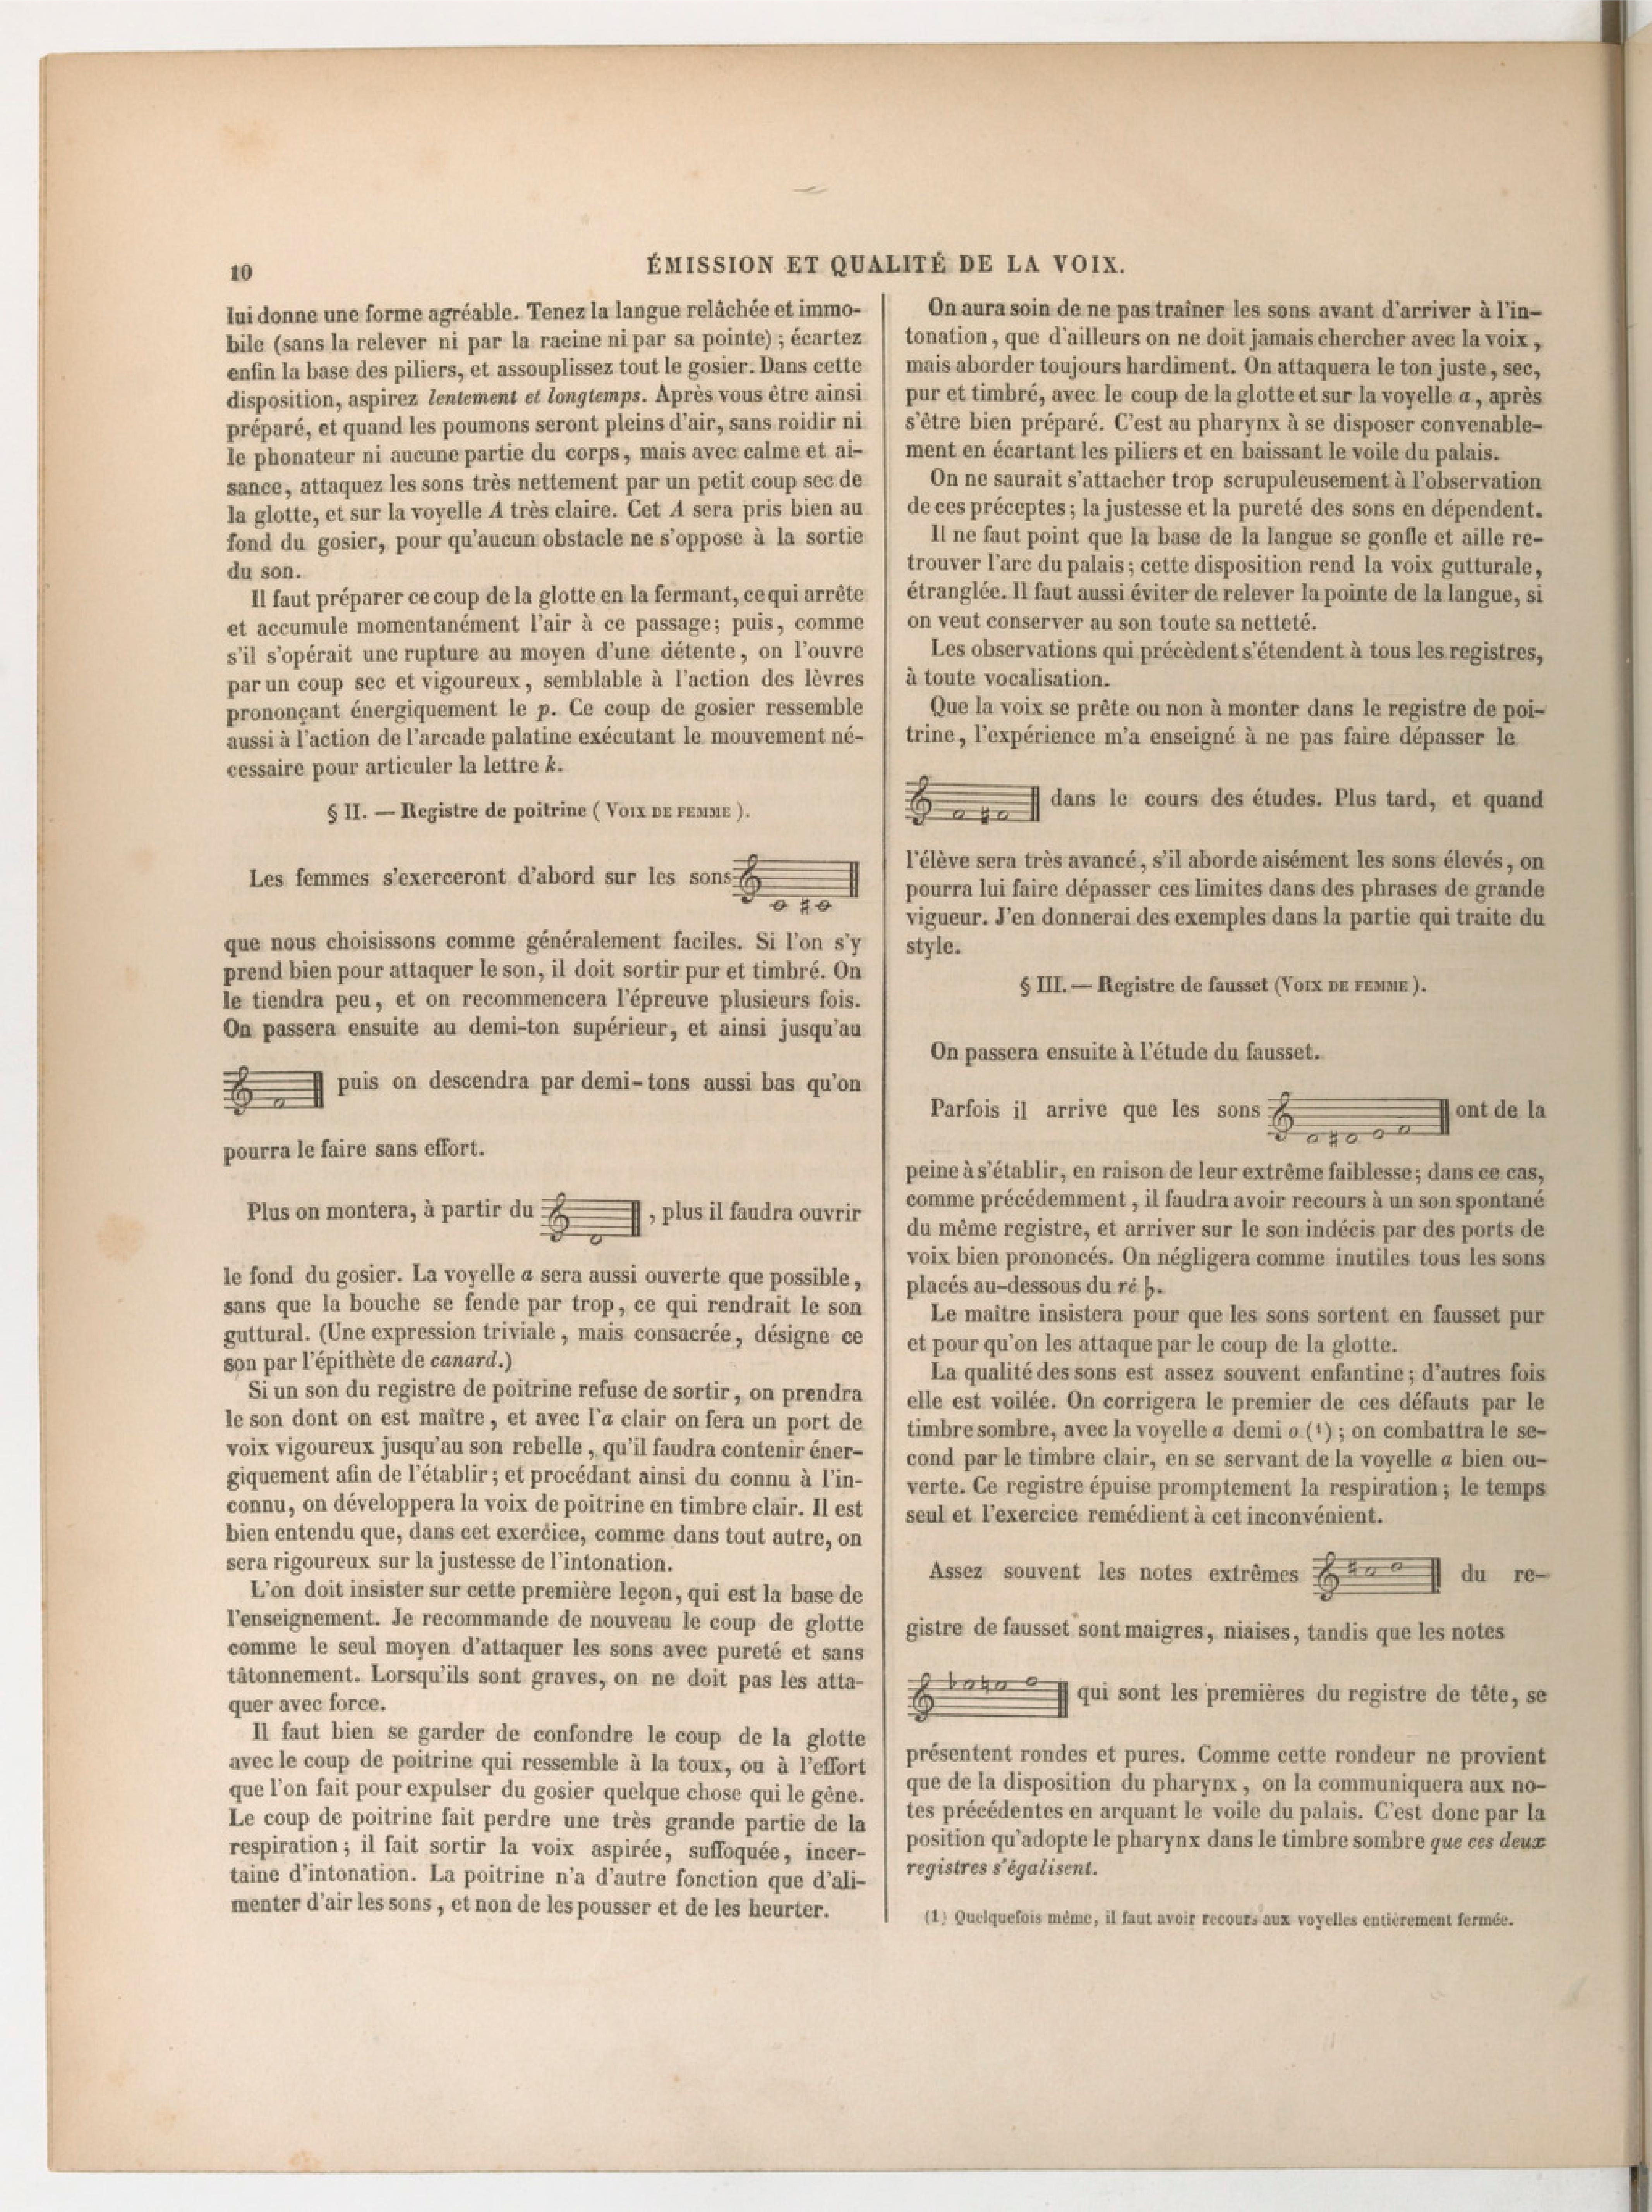 10
ÉMISSION ET QUALITÉ DE LA VOIX.
lui donne une forme agréable. Tenez la langue relâchée et immo-
bile (sans la relever ni par la racine ni par sa pointe) ; écartez
enfin la base des piliers, et assouplissez tout le gosier. Dans cette
disposition, aspirez lentement et longtemps. Après vous être ainsi
préparé, et quand les poumons seront pleins d'air, sans roidir ni
le phonateur ni aucune partie du corps, mais avec calme et ai-
sance, attaquez les sons très nettement par un petit coup sec de
la glotte, et sur la voyelle A très claire. Cet A sera pris bien au
fond du gosier, pour qu'aucun obstacle ne s'oppose à la sortie
du son.
Il faut préparer ce coup de la glotte en la fermant, ce qui arrête
et accumule momentanément l'air à ce passage; puis, comme
s'il s'opérait une rupture au moyen d'une détente, on l'ouvre
par un coup sec et vigoureux, semblable à l'action des lèvres
prononçant énergiquement le p. Ce coup de gosier ressemble
aussi à l'action de l'arcade palatine exécutant le mouvement né-
cessaire pour articuler la lettre k.
§ II. — Registre de poitrine ( VOIX DE FEMME ).
Les femmes s'exerceront d'abord sur les sons
que nous choisissons comme généralement faciles. Si l'on s'y
prend bien pour attaquer le son, il doit sortir pur et timbré. On
le tiendra peu, et on recommencera l'épreuve plusieurs fois.
On passera ensuite au demi-ton supérieur, et ainsi jusqu'au
puis on descendra par demi-tons aussi bas qu'on
pourra le faire sans effort.
Plus on montera, à partir du , plus il faudra ouvrir
le fond du gosier. La voyelle a sera aussi ouverte que possible,
sans que la bouche se fende par trop, ce qui rendrait le son
guttural. (Une expression triviale, mais consacrée, désigne ce
son par l'épithète de canard.)
Si un son du registre de poitrine refuse de sortir, on prendra
le son dont on est maître, et avec l'a clair on fera un port de
voix vigoureux jusqu'au son rebelle, qu'il faudra contenir éner-
giquement afin de l'établir ; et procédant ainsi du connu à l'in-
connu, on développera la voix de poitrine en timbre clair. Il est
bien entendu que, dans cet exercice, comme dans tout autre, on
sera rigoureux sur la justesse de l'intonation.
L'on doit insister sur cette première leçon, qui est la base de
l'enseignement. Je recommande de nouveau le coup de glotte
comme le seul moyen d'attaquer les sons avec pureté et sans
tâtonnement. Lorsqu'ils sont graves, on ne doit pas les atta-
quer avec force.
Il faut bien se garder de confondre le coup de la glotte
avec le coup de poitrine qui ressemble à la toux, ou à l'effort
que l'on fait pour expulser du gosier quelque chose qui le gêne.
Le coup de poitrine fait perdre une très grande partie de la
respiration ; il fait sortir la voix aspirée, suffoquée, incer-
taine d'intonation. La poitrine n'a d'autre fonction que d'ali-
menter d'air les sons, et non de les pousser et de les heurter.
On aura soin de ne pas traîner les sons avant d'arriver à l'in-
tonation, que d'ailleurs on ne doit jamais chercher avec la voix,
mais aborder toujours hardiment. On attaquera le ton juste, sec,
pur et timbré, avec le coup de la glotte et sur la voyelle a, après
s'être bien préparé. C'est au pharynx à se disposer convenable-
ment en écartant les piliers et en baissant le voile du palais.
On ne saurait s'attacher trop scrupuleusement à l'observation
de ces préceptes ; la justesse et la pureté des sons en dépendent.
Il ne faut point que la base de la langue se gonfle et aille re-
trouver l'arc du palais ; cette disposition rend la voix gutturale,
étranglée. Il faut aussi éviter de relever la pointe de la langue, si
on veut conserver au son toute sa netteté.
Les observations qui précèdent s'étendent à tous les registres,
à toute vocalisation.
Que la voix se prête ou non à monter dans le registre de poi-
trine, l'expérience m'a enseigné à ne pas faire dépasser le
dans le cours des études. Plus tard, et quand
l'élève sera très avancé, s'il aborde aisément les sons élevés, on
pourra lui faire dépasser ces limites dans des phrases de grande
vigueur. J'en donnerai des exemples dans la partie qui traite du
style.
§ III. — Registre de fausset (VOIX DE FEMME ).
On passera ensuite à l'étude du fausset.
Parfois il arrive que les sons ont de la
peine à s'établir, en raison de leur extrême faiblesse ; dans ce cas,
comme précédemment, il faudra avoir recours à un son spontané
du même registre, et arriver sur le son indécis par des ports de
voix bien prononcés. On négligera comme inutiles tous les sons
placés au-dessous du ré ♭.
Le maître insistera pour que les sons sortent en fausset pur
et pour qu'on les attaque par le coup de la glotte.
La qualité des sons est assez souvent enfantine ; d'autres fois
elle est voilée. On corrigera le premier de ces défauts par le
timbre sombre, avec la voyelle a demi o (1) ; on combattra le se-
cond par le timbre clair, en se servant de la voyelle a bien ou-
verte. Ce registre épuise promptement la respiration ; le temps
seul et l'exercice remédient à cet inconvénient.
Assez souvent les notes extrêmes du re-
gistre de fausset sont maigres, niaises, tandis que les notes
qui sont les premières du registre de tête, se
présentent rondes et pures. Comme cette rondeur ne provient
que de la disposition du pharynx, on la communiquera aux no-
tes précédentes en arquant le voile du palais. C'est donc par la
position qu'adopte le pharynx dans le timbre sombre que ces deux
registres s'égalisent.
(1) Quelquefois même, il faut avoir recours aux voyelles entièrement fermée.